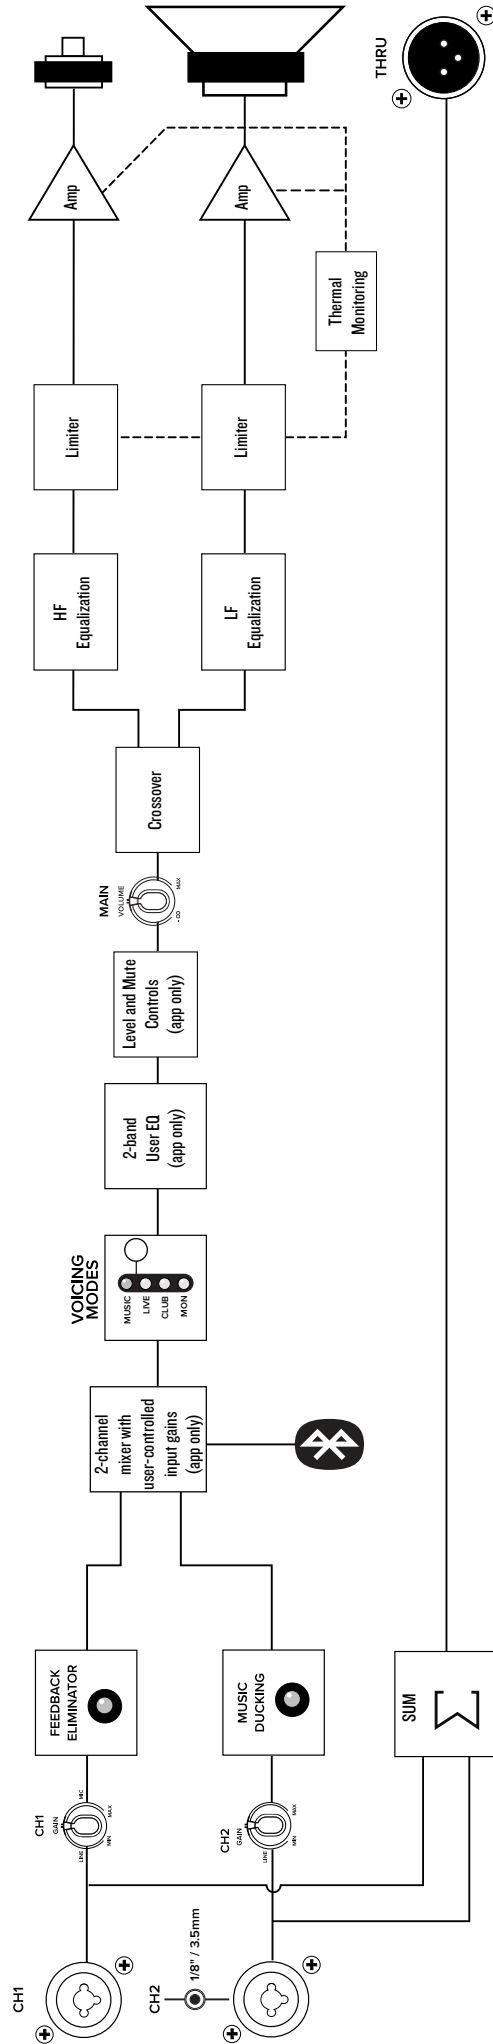 CH1
CH2
1/8" / 3.5mm
CH1
GAIN
LINE
MIC
MIN
MAX
CH2
GAIN
LINE
MIN
MAX
FEEDBACK
ELIMINATOR
MUSIC
DUCKING
SUM
Σ
2-channel
mixer with
user-controlled
input gains
(app only)
VOICING
MODES
MUSIC
LIVE
CLUB
MON
2-band
User EQ
(app only)
Level and Mute
Controls
(app only)
MAIN
VOLUME
- ∞
MAX
Crossover
HF
Equalization
LF
Equalization
Limiter
Limiter
Thermal
Monitoring
Amp
Amp
THRU